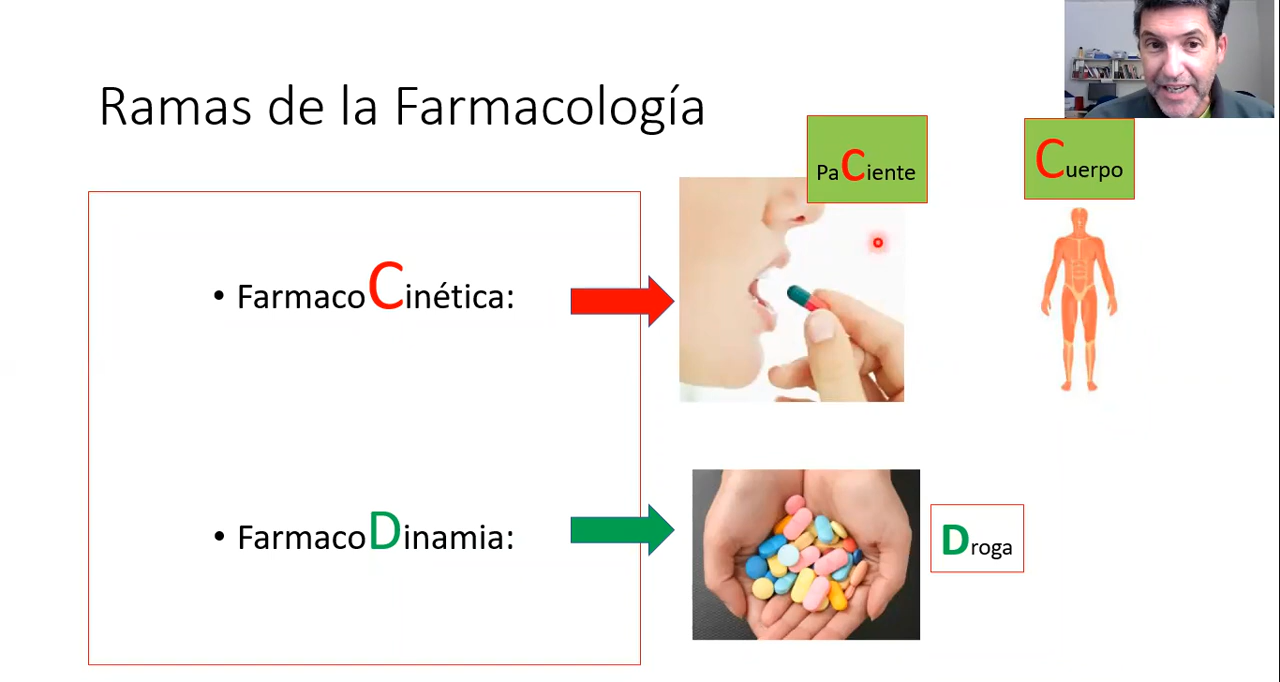 Ramas de la Farmacología
PaCiente
Cuerpo
• FarmacoCinética:
• FarmacoDinamia:
Droga